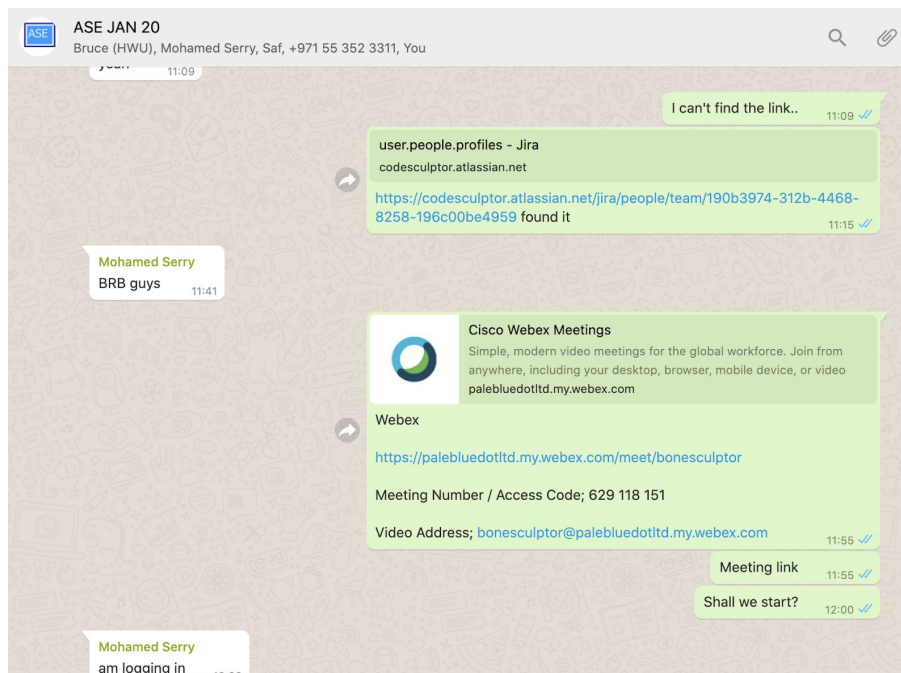 ASE
ASE JAN 20
Bruce (HWU), Mohamed Serry, Saf, +971 55 352 3311, You
11:09
I can't find the link..
11:09
user.people.profiles - Jira
codesculptor.atlassian.net
https://codesculptor.atlassian.net/jira/people/team/190b3974-312b-4468-
8258-196c00be4959 found it
11:15
Mohamed Serry
BRB guys
11:41
Cisco Webex Meetings
Simple, modern video meetings for the global workforce. Join from
anywhere, including your desktop, browser, mobile device, or video
palebluedotltd.my.webex.com
Webex
https://palebluedotltd.my.webex.com/meet/bonesculptor
Meeting Number / Access Code; 629 118 151
Video Address; bonesculptor@palebluedotltd.my.webex.com
11:55
Meeting link
11:55
Shall we start?
12:00
Mohamed Serry
am logging in